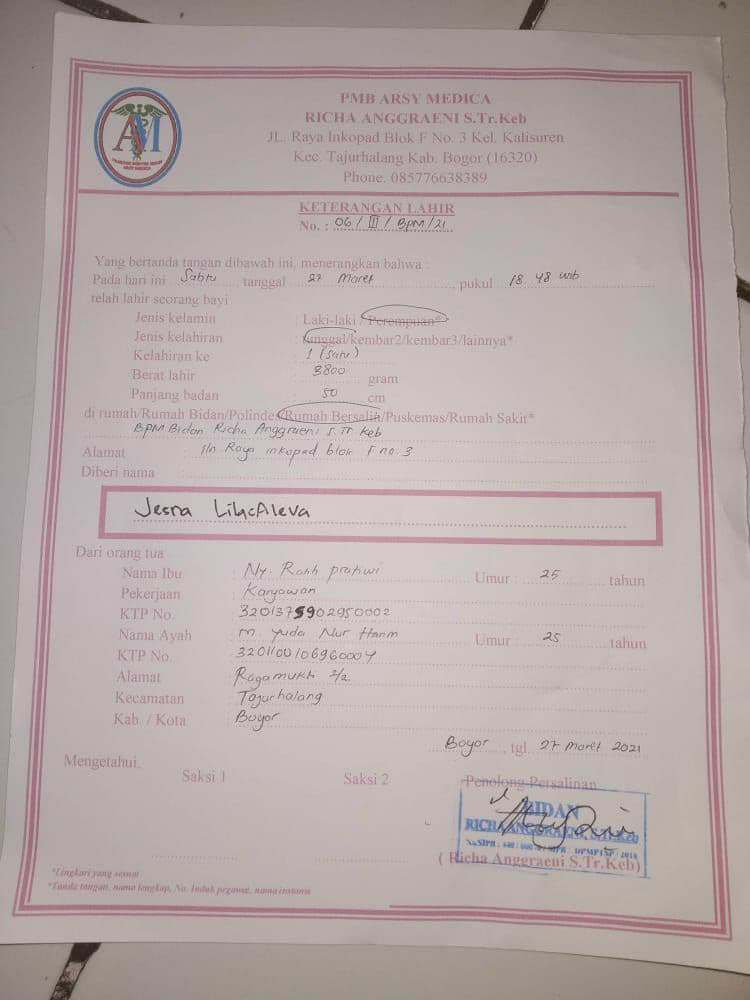 AM
ARSY MEDICA
PMB ARSY MEDICA
RICHA ANGGRAENI S.Tr.Keb
JL. Raya Inkopad Blok F No. 3 Kel. Kalisuren
Kec. Tajurhalang Kab. Bogor (16320)
Phone. 085776638389
KETERANGAN LAHIR
No. : 06 / III / BPM / 21
Yang bertanda tangan dibawah ini, menerangkan bahwa :
Pada hari ini Sabtu tanggal 27 Maret, pukul 18.48 wib
telah lahir seorang bayi
Jenis kelamin : Laki-laki / Perempuan*
Jenis kelahiran : tunggal/kembar2/kembar3/lainnya*
Kelahiran ke : 1 (satu)
Berat lahir : 3800 gram
Panjang badan : 50 cm
di rumah/Rumah Bidan/Polindes/Rumah Bersalin/Puskemas/Rumah Sakit*
BPM Bidan Richa Anggraeni S.Tr.Keb
Alamat : Jln Raya inkopad blok F no. 3
Diberi nama :
Jesna LilacAleva
Dari orang tua
Nama Ibu : Ny. Ratih pratiwi Umur : 25 tahun
Pekerjaan : Karyawan
KTP No. : 3201375902950002
Nama Ayah : M. Yuda Nur Hanm Umur : 25 tahun
KTP No. : 3201100106960004
Alamat : Ragamukti 2/2
Kecamatan : Tajurhalang
Kab. / Kota : Bogor
Bogor, tgl. 27 Maret 2021
Mengetahui,
Saksi 1 Saksi 2 Penolong Persalinan
BIDAN
RICHA ANGGRAENI, S.Tr.Keb
( Richa Anggraeni S.Tr.Keb)
*Lingkari yang sesuai
*Tanda tangan, nama lengkap, No. Induk pegawai, nama instansi